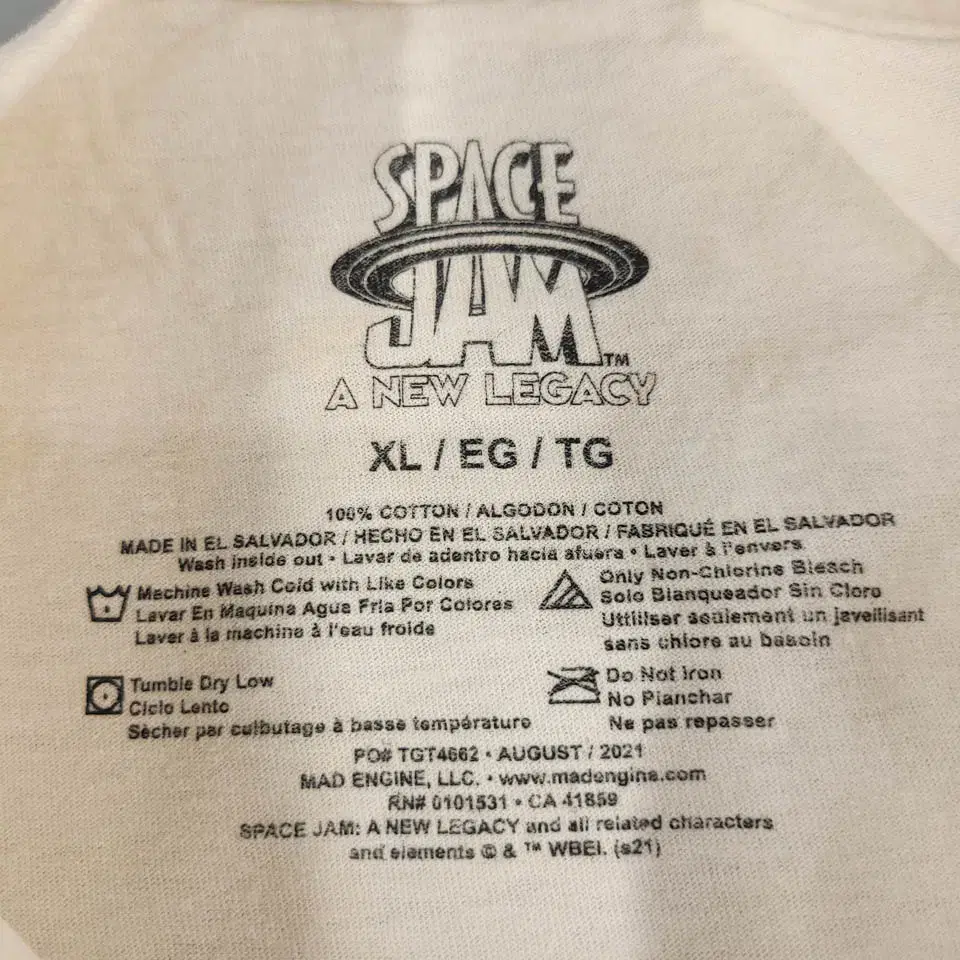 SPACE
JAM™
A NEW LEGACY
XL / EG / TG
100% COTTON / ALGODON / COTON
MADE IN EL SALVADOR / HECHO EN EL SALVADOR / FABRIQUÉ EN EL SALVADOR
Wash inside out • Lavar de adentro hacia afuera • Laver à l'envers
Machine Wash Cold with Like Colors
Lavar En Maquina Agua Fria Por Colores
Laver à la machine à l'eau froide
Only Non-Chlorine Bleach
Solo Blanqueador Sin Cloro
Utiliser seulement un javellisant
sans chlore au besoin
Tumble Dry Low
Ciclo Lento
Sècher par culbutage à basse température
Do Not Iron
No Planchar
Ne pas repasser
PO# TGT4662 • AUGUST / 2021
MAD ENGINE, LLC. • www.madengine.com
RN# 0101531 • CA 41859
SPACE JAM: A NEW LEGACY and all related characters
and elements © & ™ WBEI. (s21)